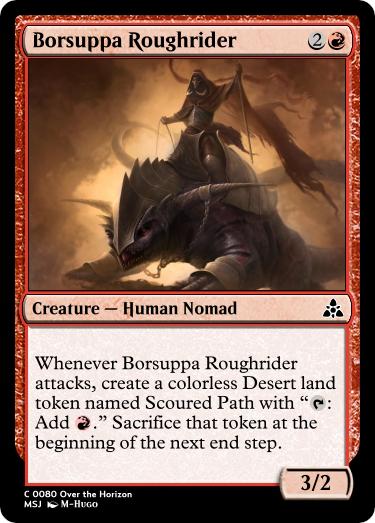 Borsuppa Roughrider 2
Creature — Human Nomad
Whenever Borsuppa Roughrider
attacks, create a colorless Desert land
token named Scoured Path with “ :
Add .” Sacrifice that token at the
beginning of the next end step.
3/2
C 0080 Over the Horizon
MSJ M-Hugo